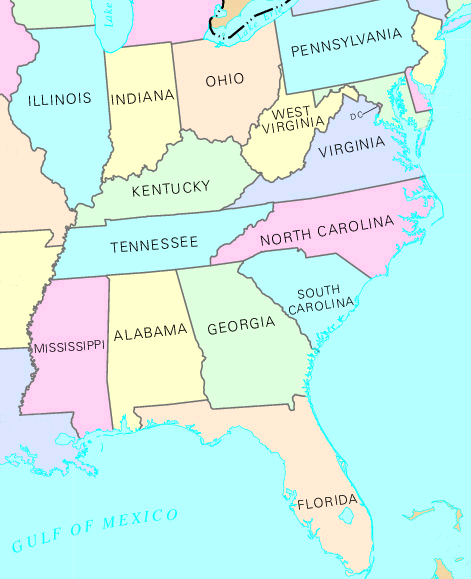 Lake
PENNSYLVANIA
OHIO
ILLINOIS
INDIANA
WEST
VIRGINIA
DC
VIRGINIA
KENTUCKY
NORTH CAROLINA
TENNESSEE
SOUTH
CAROLINA
GEORGIA
ALABAMA
MISSISSIPPI
FLORIDA
GULF OF MEXICO